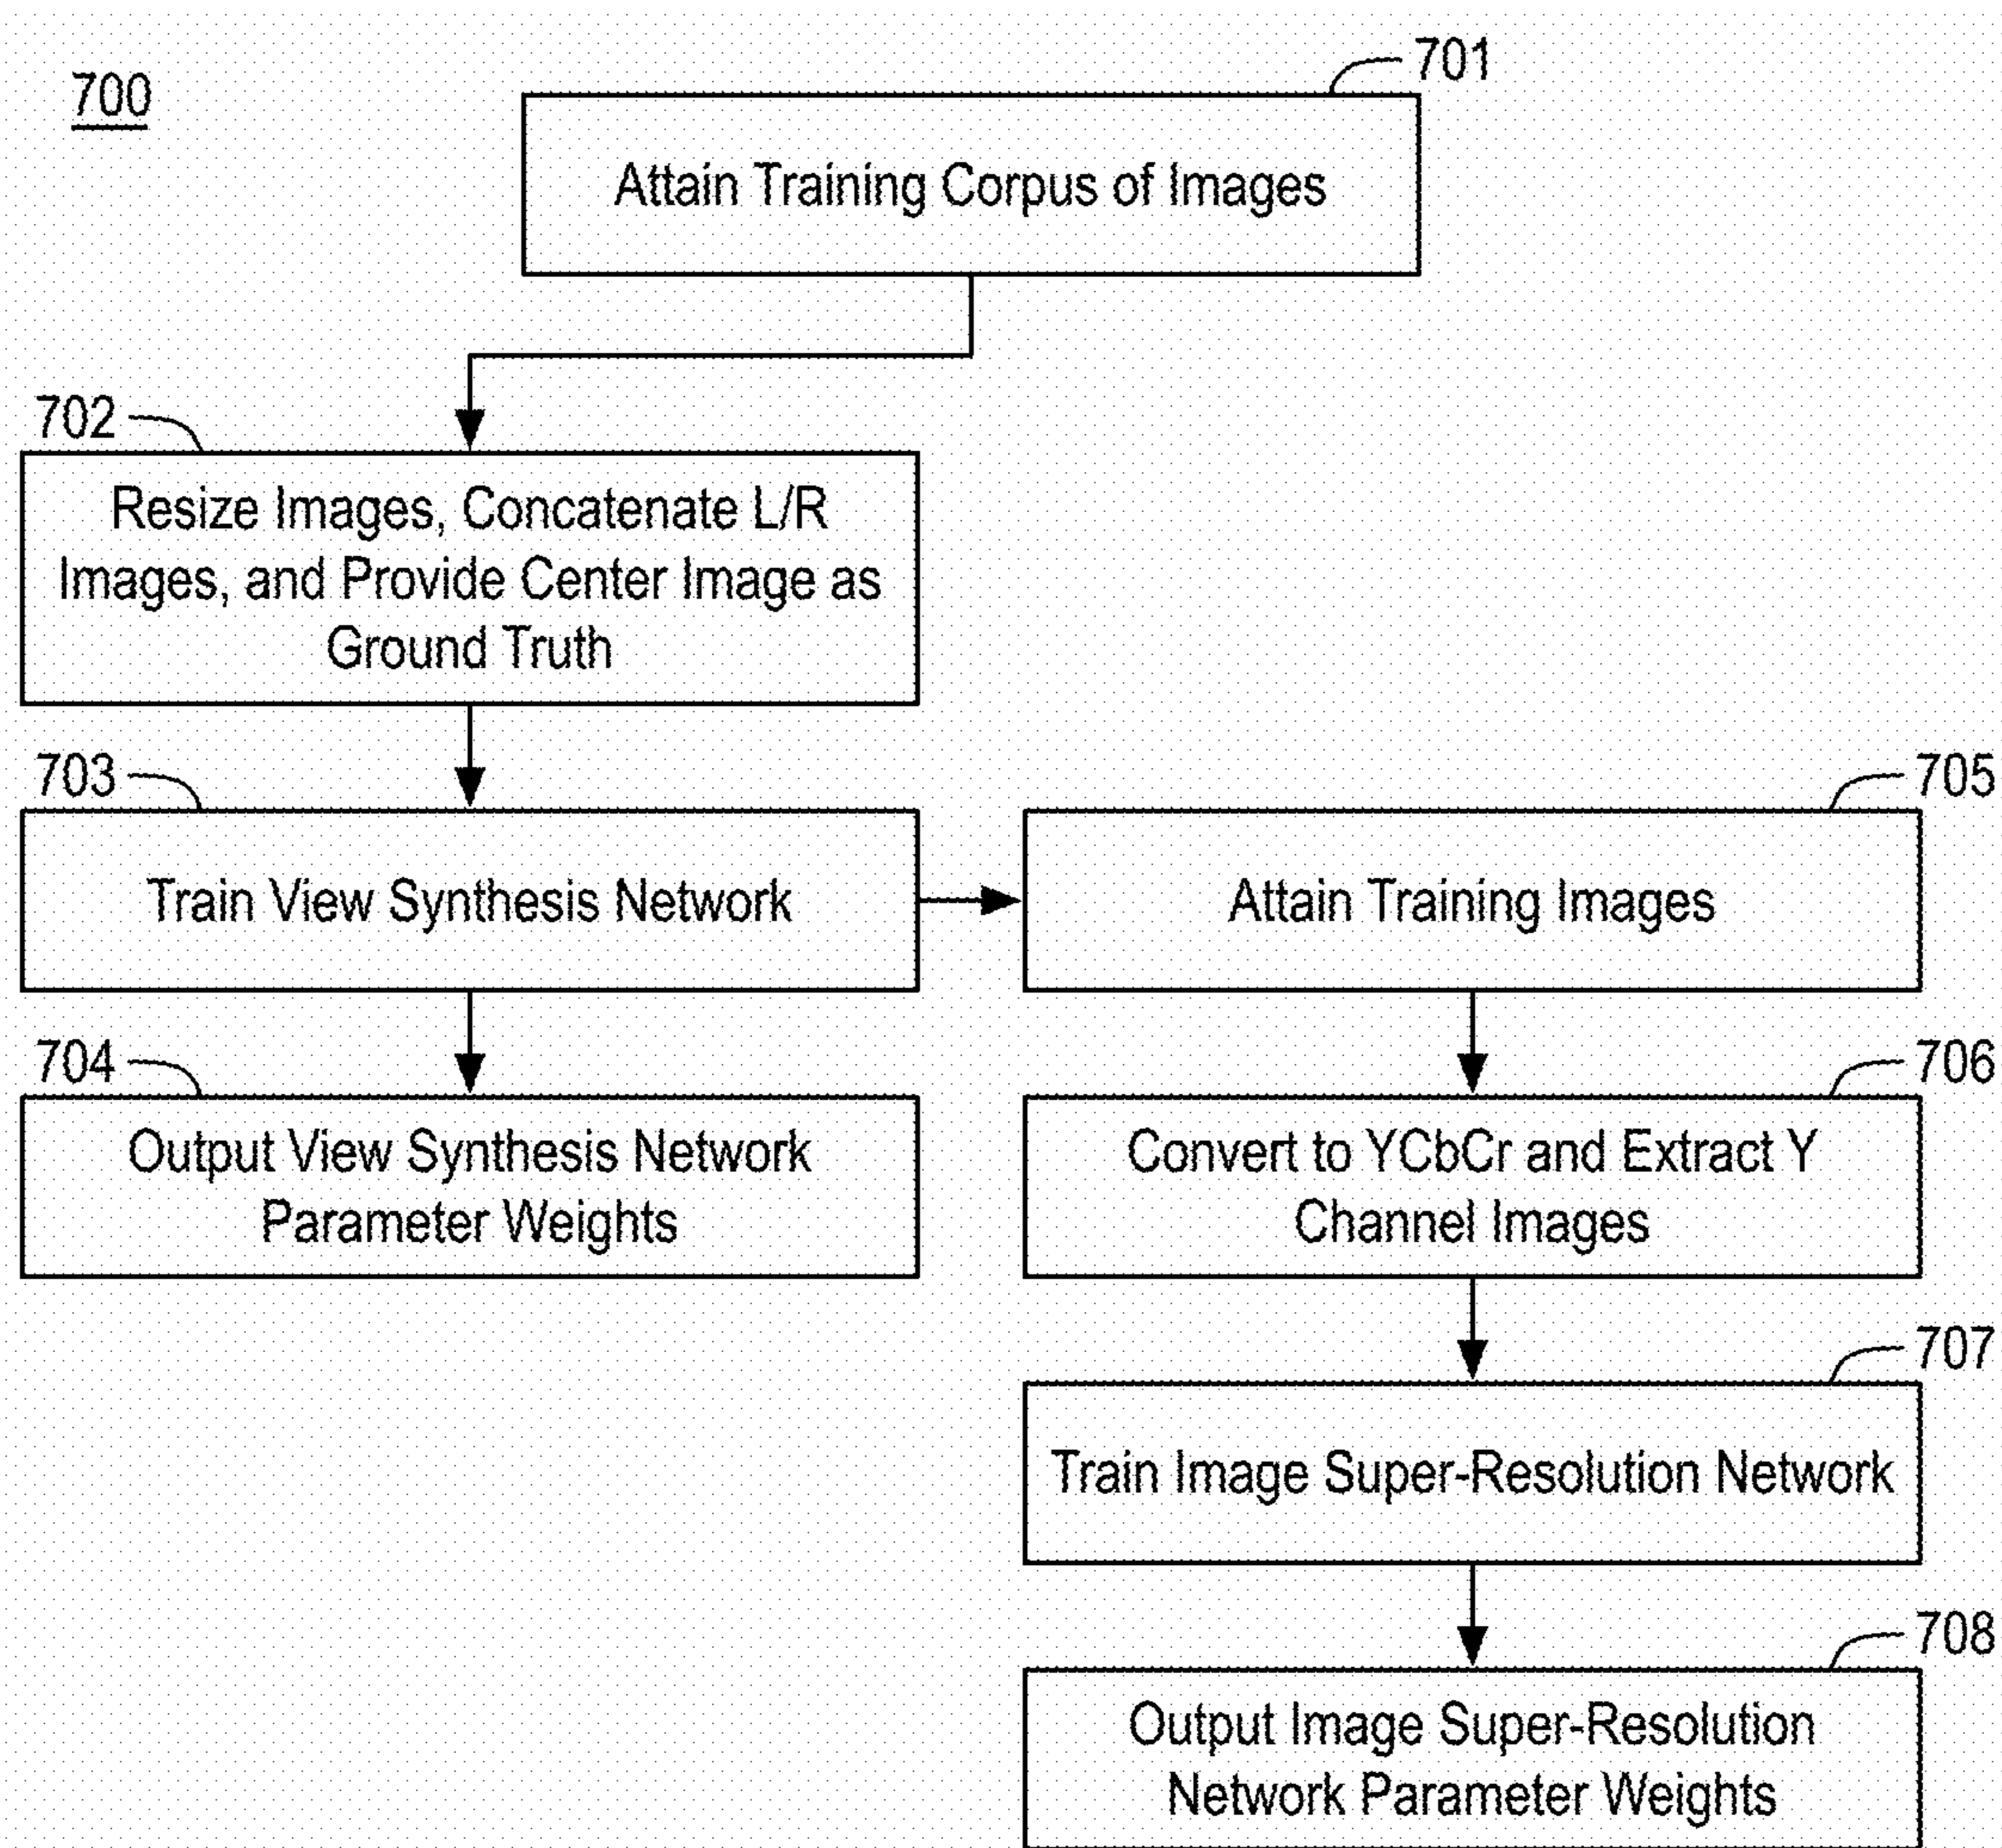 700
701
Attain Training Corpus of Images
702
Resize Images, Concatenate L/R
Images, and Provide Center Image as
Ground Truth
703
Train View Synthesis Network
705
Attain Training Images
704
Output View Synthesis Network
Parameter Weights
706
Convert to YCbCr and Extract Y
Channel Images
707
Train Image Super-Resolution Network
708
Output Image Super-Resolution
Network Parameter Weights